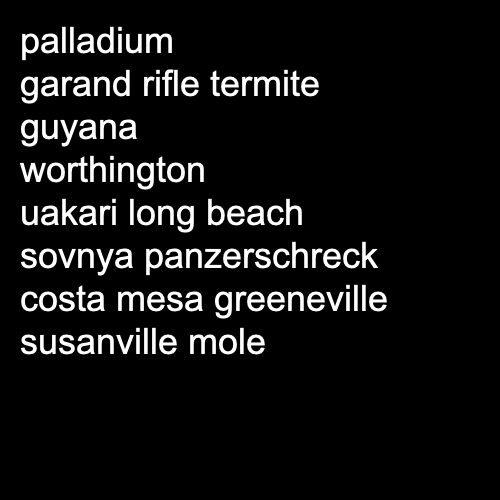 palladium
garand rifle termite
guyana
worthington
uakari long beach
sovnya panzerschreck
costa mesa greeneville
susanville mole